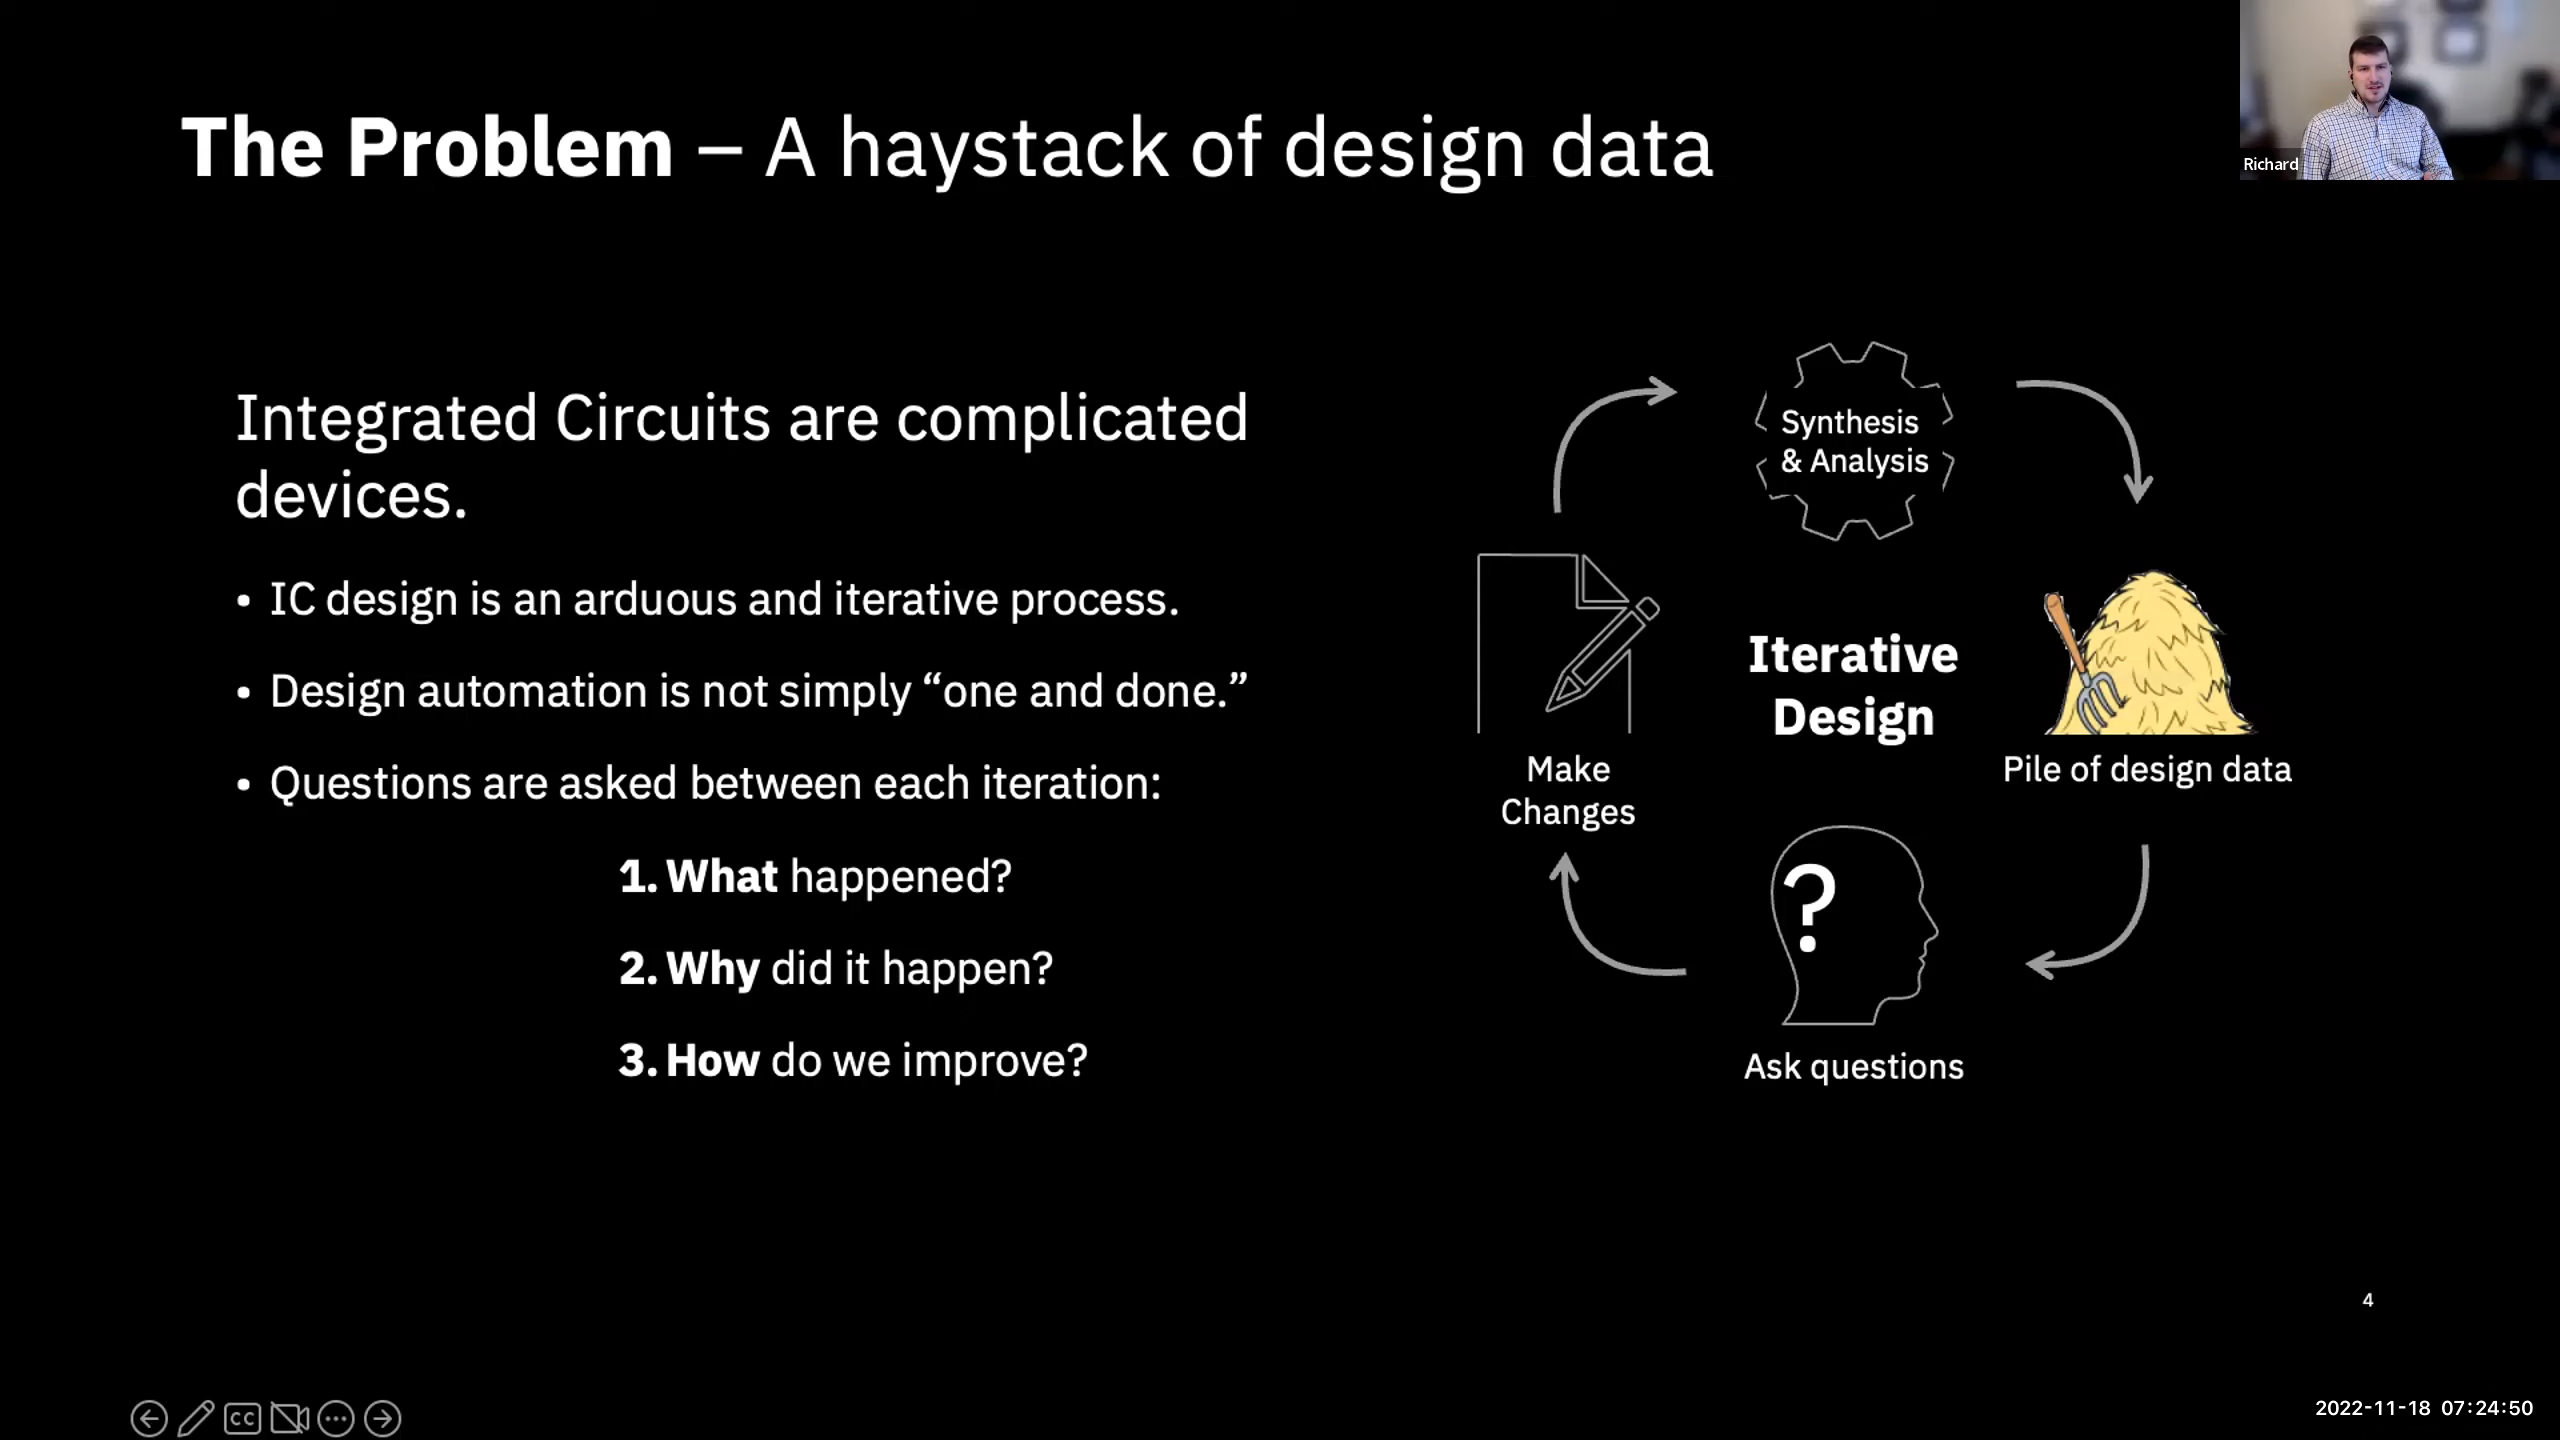 The Problem – A haystack of design data
Richard
Integrated Circuits are complicated
devices.
• IC design is an arduous and iterative process.
• Design automation is not simply “one and done.”
• Questions are asked between each iteration:
1. What happened?
2. Why did it happen?
3. How do we improve?
Synthesis
& Analysis
Iterative
Design
Pile of design data
Make
Changes
?
Ask questions
4
CC
2022-11-18 07:24:50